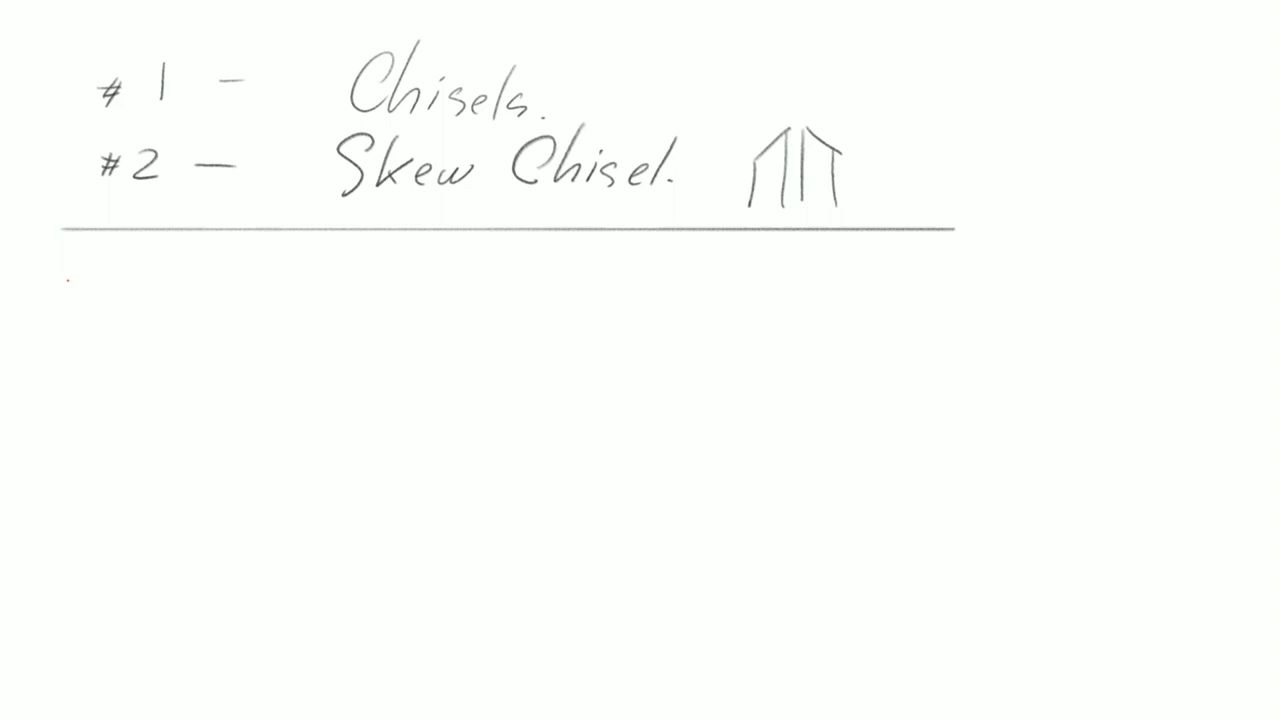 # 1 - Chisels.
#2 — Skew Chisel.